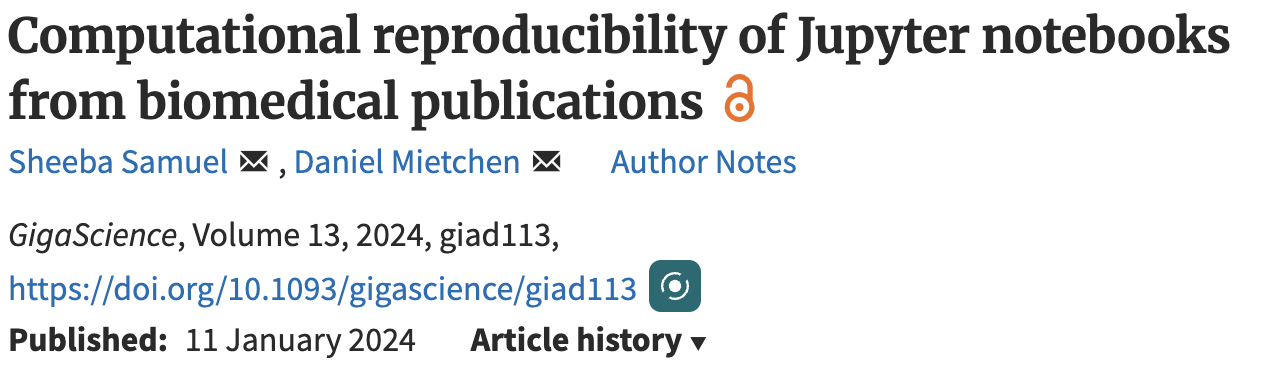 Computational reproducibility of Jupyter notebooks
from biomedical publications
Sheeba Samuel , Daniel Mietchen Author Notes
GigaScience, Volume 13, 2024, giad113,
https://doi.org/10.1093/gigascience/giad113
Published: 11 January 2024 Article history ▾